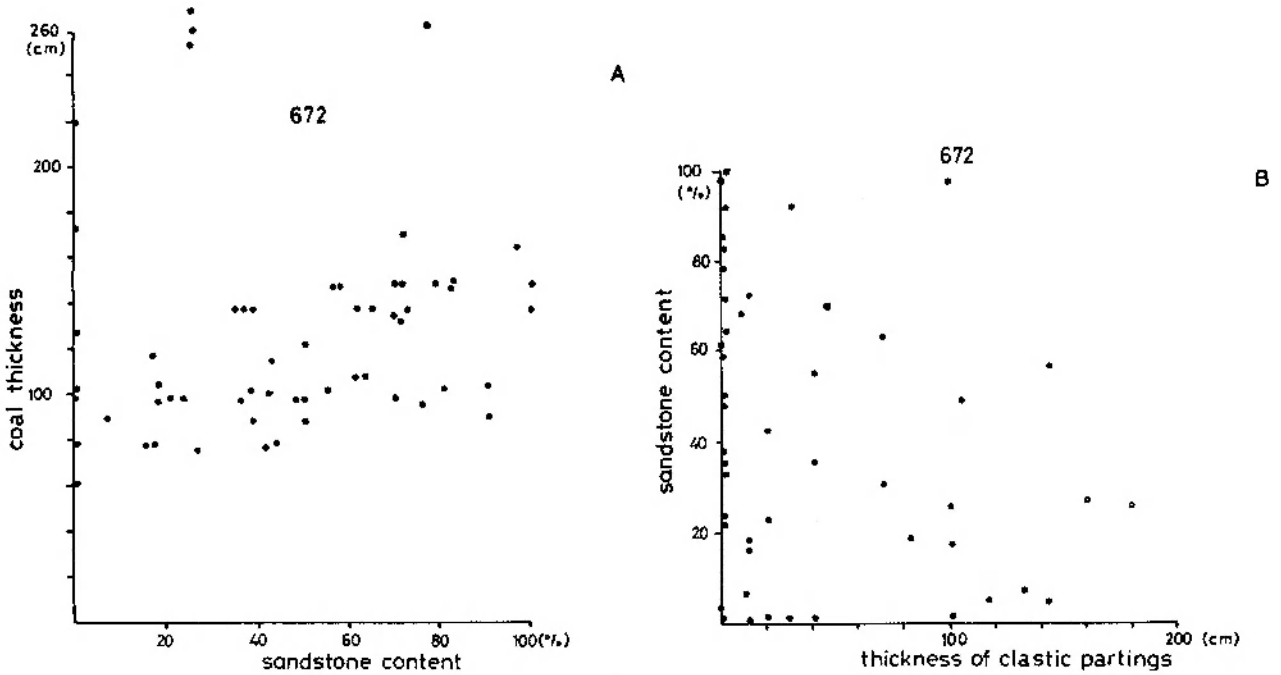 260
(cm)
A
672
200
100
coal thickness
20 40 60 80 100(%)
sandstone content
672
B
100
(%)
80
60
40
20
sandstone content
100 200 (cm)
thickness of clastic partings